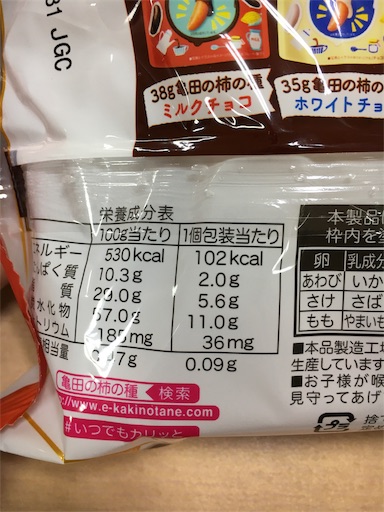 31 JGC
38g亀田の柿の種
ミルクチョコ
35g亀田の柿の
ホワイトチョ
栄養成分表
100g当たり 1個包装当たり
エネルギー 530kcal 102kcal
たんぱく質 10.3g 2.0g
質 29.0g 5.6g
水化物 57.0g 11.0g
トリウム 185mg 36mg
相当量 0.47g 0.09g
亀田の柿の種 検索
http://www.e-kakinotane.com/
#いつでもカリッと
本製品
枠内を
卵 乳成分
あわび いか
さけ さば
もも やまいも
■本品製造工場
生産しています
■お子様が喉
見守ってあげ
プラ
捨